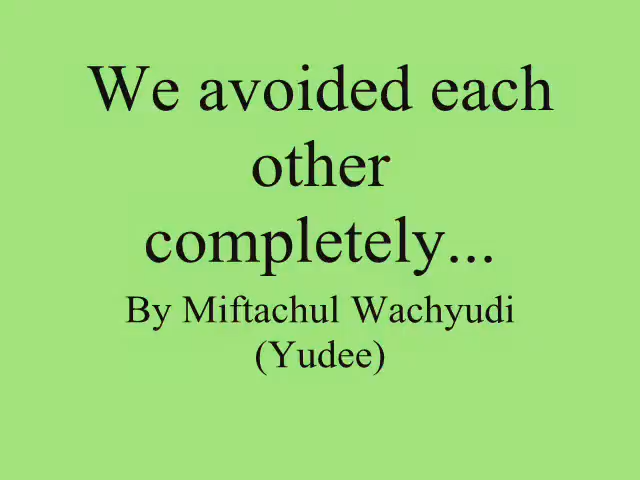 We avoided each
other
completely...
By Miftachul Wachyudi
(Yudee)